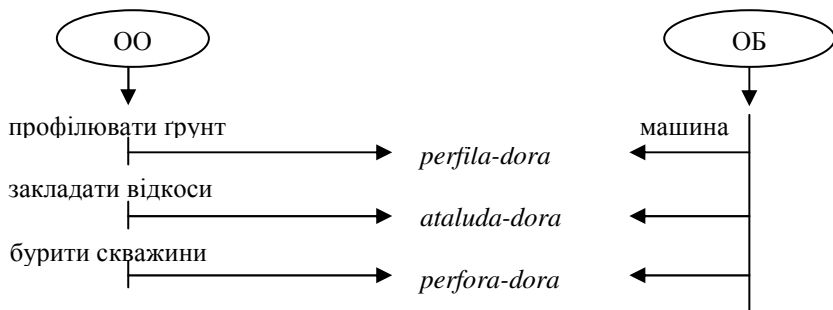 ОО ОБ
профілювати ґрунт машина
perfila-dora
закладати відкоси
ataluda-dora
бурити скважини
perfora-dora